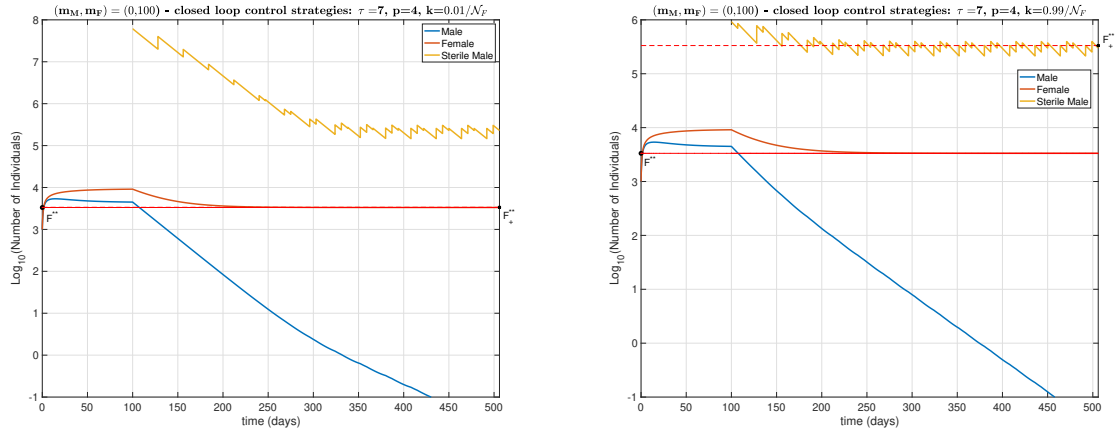 (m_M, m_F) = (0,100) - closed loop control strategies: τ =7, p=4, k=0.01/N_F
8
7
6
5
4
3
2
1
0
-1
Log10(Number of Individuals)
Male
Female
Sterile Male
F**
F**+
0 50 100 150 200 250 300 350 400 450 500
time (days)
(m_M, m_F) = (0,100) - closed loop control strategies: τ =7, p=4, k=0.99/N_F
6
5
4
3
2
1
0
-1
Log10(Number of Individuals)
Male
Female
Sterile Male
F**
F**+
0 50 100 150 200 250 300 350 400 450 500
time (days)